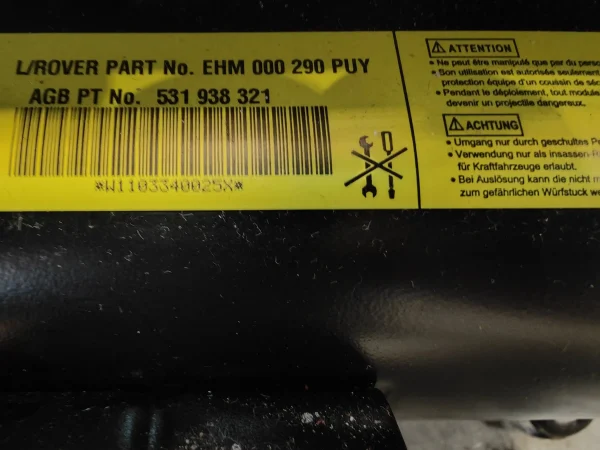 L/ROVER PART No. EHM 000 290 PUY
AGB PT No. 531 938 321
*W1103340025X*
ATTENTION
• Ne peut être manipulé que par du
• Son utilisation est autorisée seulement
protection équipe d'un coussin de
• Pendant le déploiement, tout module
devenir un projectile dangereux.
ACHTUNG
• Umgang nur durch geschultes
• Verwendung nur als insassen-
für Kraftfahrzeuge erlaubt.
• Bei Auslösung kann die nicht
zum gefährlichen Würfstuck